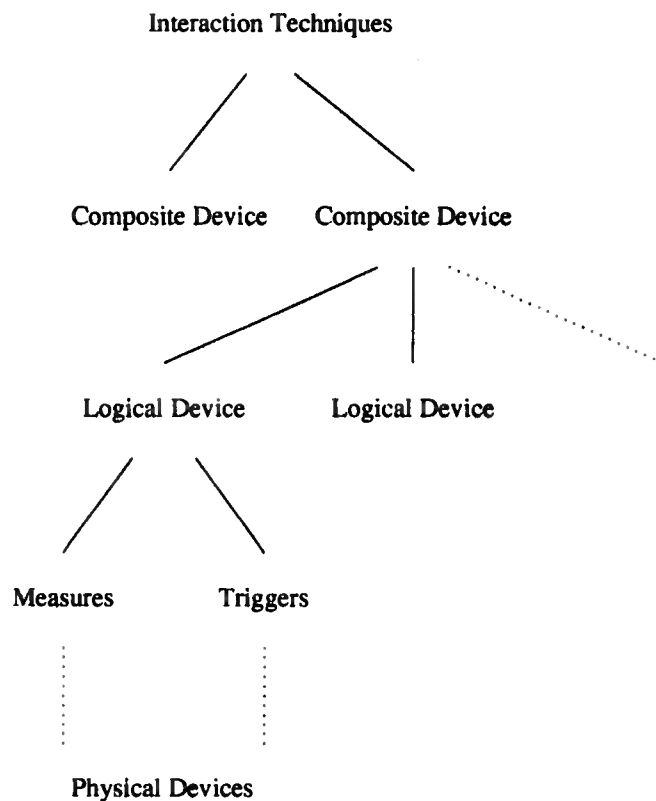 Interaction Techniques
Composite Device Composite Device
Logical Device Logical Device
Measures Triggers
Physical Devices